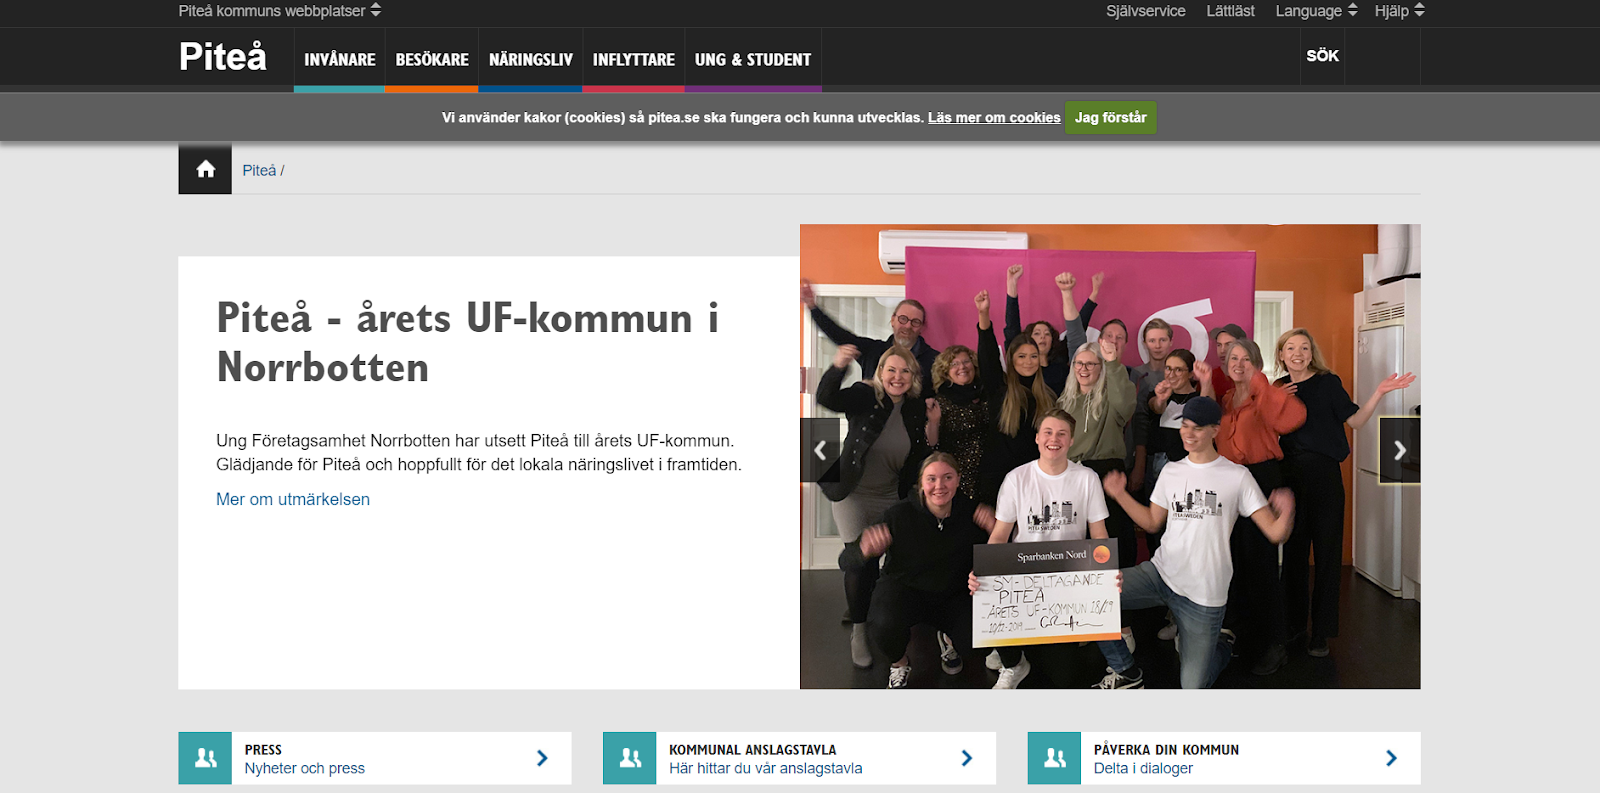 Piteå kommuns webbplatser
Självservice Lättläst Language Hjälp
Piteå INVÅNARE BESÖKARE NÄRINGSLIV INFLYTTARE UNG & STUDENT SÖK
Vi använder kakor (cookies) så pitea.se ska fungera och kunna utvecklas. Läs mer om cookies Jag förstår
Piteå /
Piteå - årets UF-kommun i
Norrbotten
Ung Företagsamhet Norrbotten har utsett Piteå till årets UF-kommun.
Glädjande för Piteå och hoppfullt för det lokala näringslivet i framtiden.
Mer om utmärkelsen
Sparbanken Nord
SM-DELTAGANDE
PITEÅ
ÅRETS UF-KOMMUN 18/19
PRESS
Nyheter och press
KOMMUNAL ANSLAGSTAVLA
Här hittar du vår anslagstavla
PÅVERKA DIN KOMMUN
Delta i dialoger